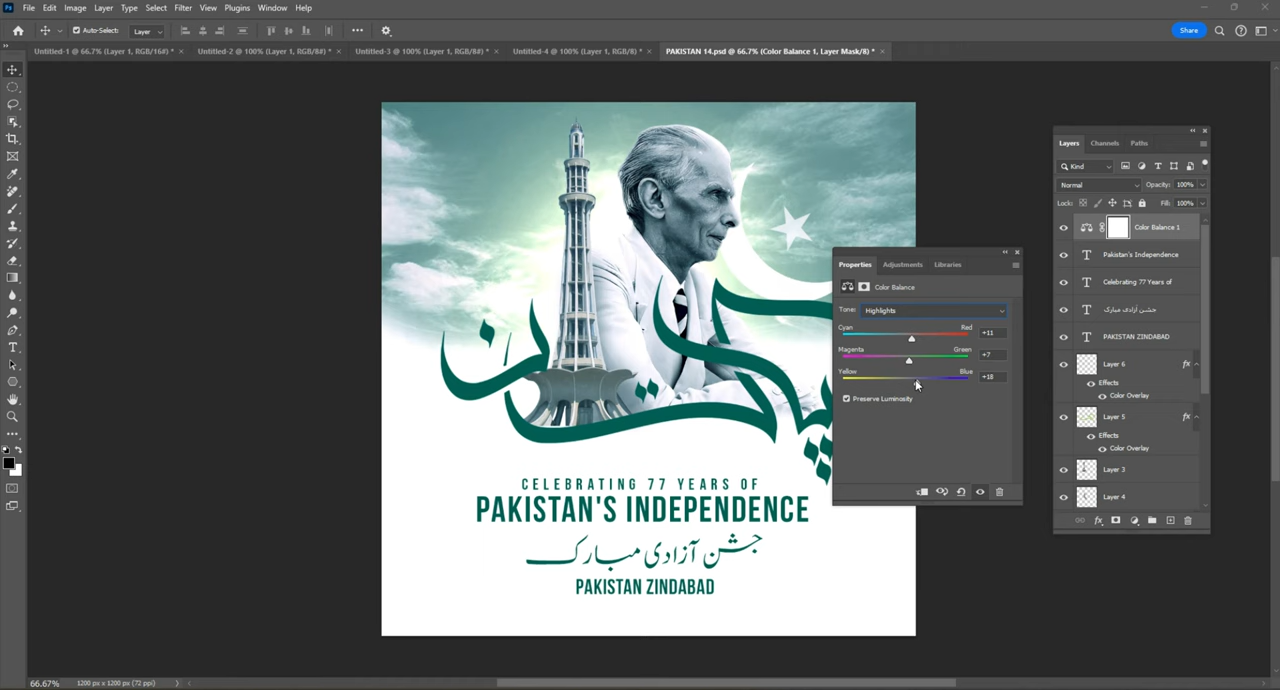 File Edit Image Layer Type Select Filter View Plugins Window Help
Auto-Select: Layer Share
Untitled-1 @ 66.7% (Layer 1, RGB/16#) * × Untitled-2 @ 100% (Layer 1, RGB/8#) * × Untitled-3 @ 100% (Layer 1, RGB/8#) * × Untitled-4 @ 100% (Layer 1, RGB/8) * × PAKISTAN 14.psd @ 66.7% (Color Balance 1, Layer Mask/8) * ×
پاکستان
CELEBRATING 77 YEARS OF
PAKISTAN'S INDEPENDENCE
جشن آزادی مبارک
PAKISTAN ZINDABAD
Properties Adjustments Libraries
Color Balance
Tone: Highlights
Cyan Red +11
Magenta Green +7
Yellow Blue +18
Preserve Luminosity
Layers Channels Paths
Kind
Normal Opacity: 100%
Lock: Fill: 100%
Color Balance 1
Pakistan's Independence
Celebrating 77 Years of
جشن آزادی مبارک
PAKISTAN ZINDABAD
Layer 6 fx
Effects
Color Overlay
Layer 5 fx
Effects
Color Overlay
Layer 3
Layer 4
66.67% 1200 px x 1200 px (72 ppi)